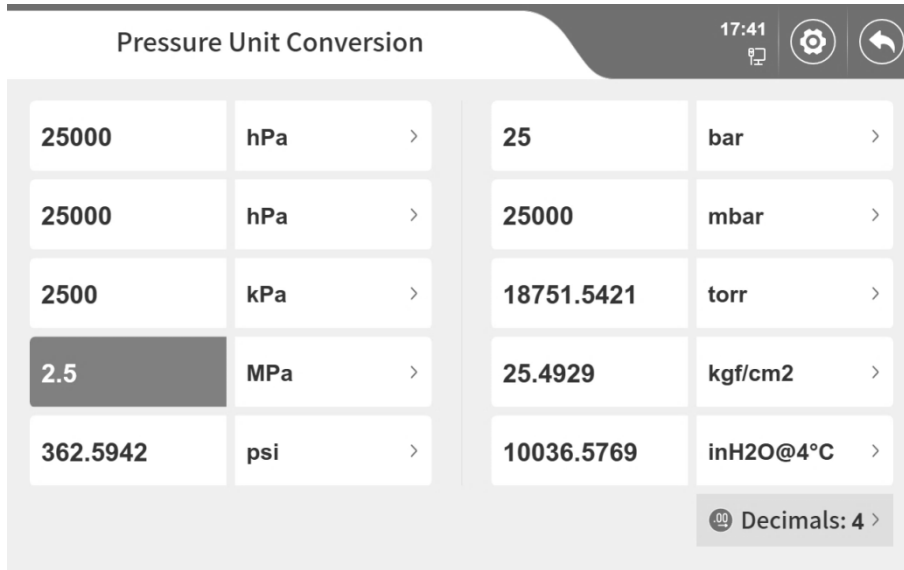 Pressure Unit Conversion
17:41
25000 hPa 25 bar
25000 hPa 25000 mbar
2500 kPa 18751.5421 torr
2.5 MPa 25.4929 kgf/cm2
362.5942 psi 10036.5769 inH2O@4°C
.00 Decimals: 4